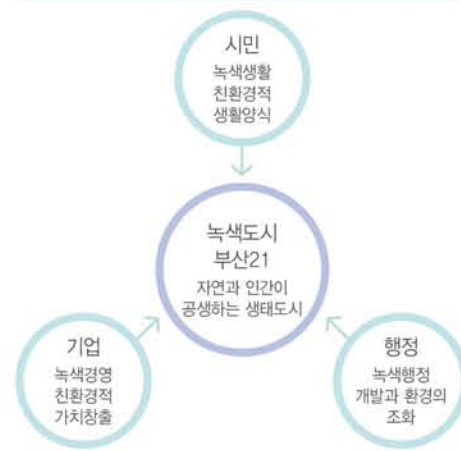 시민
녹색생활
친환경적
생활양식
녹색도시
부산21
자연과 인간이
공생하는 생태도시
기업
녹색경영
친환경적
가치창출
행정
녹색행정
개발과 환경의
조화